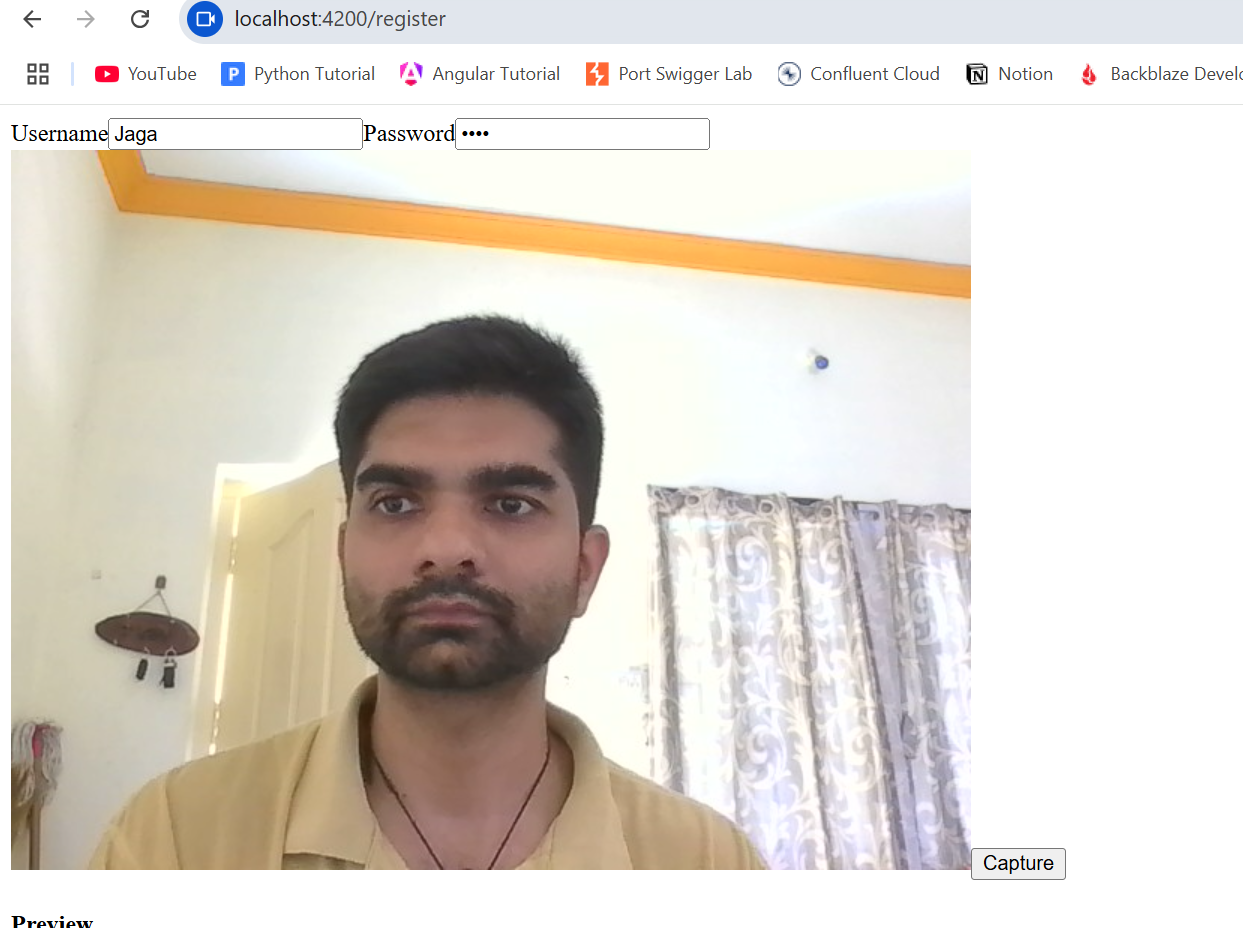 localhost:4200/register
YouTube Python Tutorial Angular Tutorial Port Swigger Lab Confluent Cloud Notion Backblaze Develo
Username Jaga Password ••••
Capture
Preview